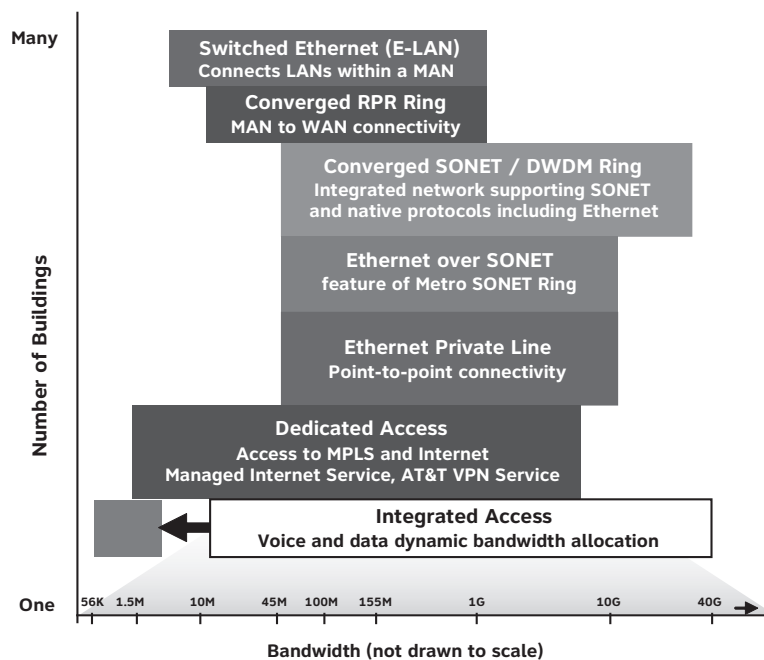 Many
Switched Ethernet (E-LAN)
Connects LANs within a MAN
Converged RPR Ring
MAN to WAN connectivity
Converged SONET / DWDM Ring
Integrated network supporting SONET
and native protocols including Ethernet
Ethernet over SONET
feature of Metro SONET Ring
Number of Buildings
Ethernet Private Line
Point-to-point connectivity
Dedicated Access
Access to MPLS and Internet
Managed Internet Service, AT&T VPN Service
Integrated Access
Voice and data dynamic bandwidth allocation
One
56K 1.5M 10M 45M 100M 155M 1G 10G 40G
Bandwidth (not drawn to scale)